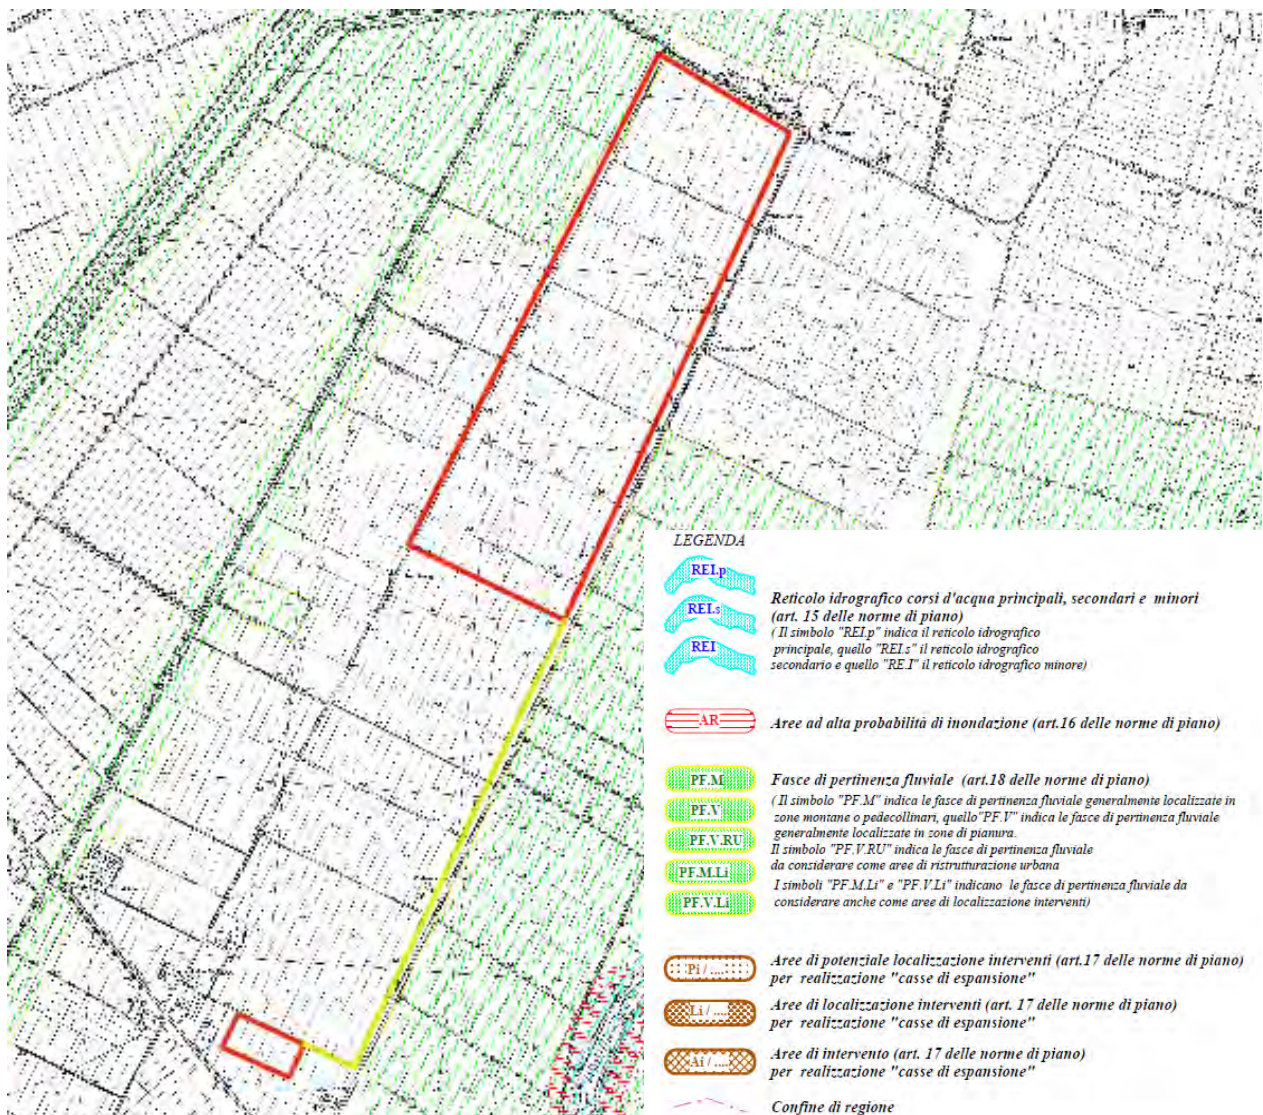 LEGENDA
REI.p
REI.s
REI
Reticolo idrografico corsi d'acqua principali, secondari e minori
(art. 15 delle norme di piano)
( Il simbolo "REI.p" indica il reticolo idrografico
principale, quello "REI.s" il reticolo idrografico
secondario e quello "RE.I" il reticolo idrografico minore)
AR
Aree ad alta probabilità di inondazione (art.16 delle norme di piano)
PF.M
PF.V
PF.V.RU
PF.M.Li
PF.V.Li
Fasce di pertinenza fluviale (art.18 delle norme di piano)
( Il simbolo "PF.M" indica le fasce di pertinenza fluviale generalmente localizzate in
zone montane o pedecollinari, quello"PF.V" indica le fasce di pertinenza fluviale
generalmente localizzate in zone di pianura.
Il simbolo "PF.V.RU" indica le fasce di pertinenza fluviale
da considerare come aree di ristrutturazione urbana
I simboli "PF.M.Li" e "PF.V.Li" indicano le fasce di pertinenza fluviale da
considerare anche come aree di localizzazione interventi)
Pi / ....
Aree di potenziale localizzazione interventi (art.17 delle norme di piano)
per realizzazione "casse di espansione"
Li / ....
Aree di localizzazione interventi (art. 17 delle norme di piano)
per realizzazione "casse di espansione"
Ai / ....
Aree di intervento (art. 17 delle norme di piano)
per realizzazione "casse di espansione"
Confine di regione